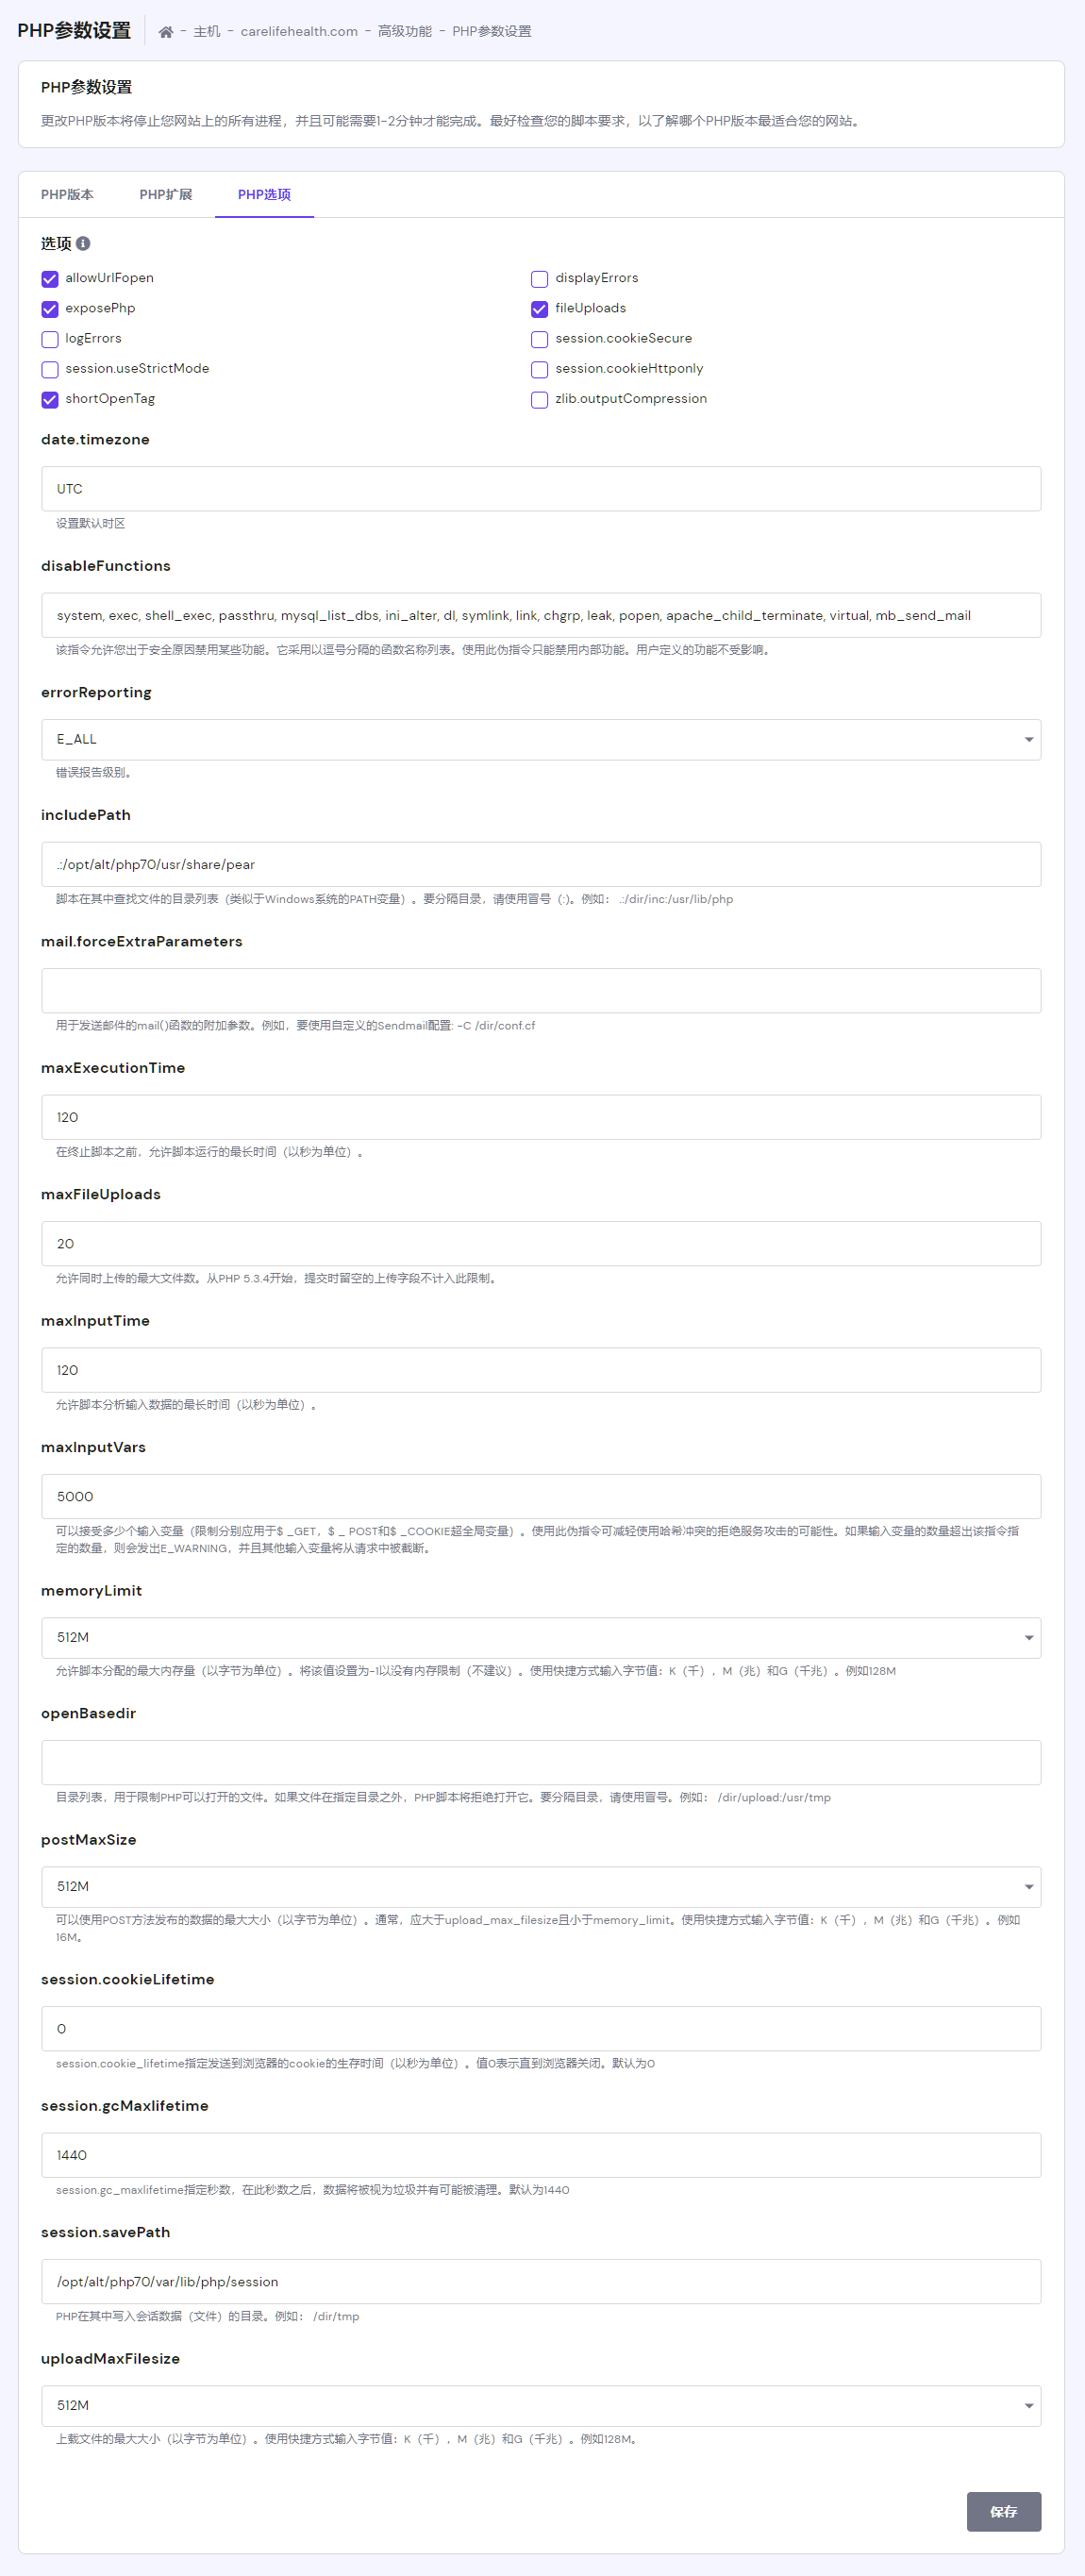 PHP参数设置
- 主机 - carelifehealth.com - 高级功能 - PHP参数设置
PHP参数设置
更改PHP版本将停止您网站上的所有进程，并且可能需要1-2分钟才能完成。最好检查您的脚本要求，以了解哪个PHP版本最适合您的网站。
PHP版本 PHP扩展 PHP选项
选项
allowUrlFopen displayErrors
exposePhp fileUploads
logErrors session.cookieSecure
session.useStrictMode session.cookieHttponly
shortOpenTag zlib.outputCompression
date.timezone
UTC
设置默认时区
disableFunctions
system, exec, shell_exec, passthru, mysql_list_dbs, ini_alter, dl, symlink, link, chgrp, leak, popen, apache_child_terminate, virtual, mb_send_mail
该指令允许您出于安全原因禁用某些功能。它采用以逗号分隔的函数名称列表。使用此伪指令只能禁用内部功能。用户定义的功能不受影响。
errorReporting
E_ALL
错误报告级别。
includePath
.:/opt/alt/php70/usr/share/pear
脚本在其中查找文件的目录列表（类似于Windows系统的PATH变量）。要分隔目录，请使用冒号（:）。例如： .:/dir/inc:/usr/lib/php
mail.forceExtraParameters
用于发送邮件的mail()函数的附加参数。例如，要使用自定义的Sendmail配置: -C /dir/conf.cf
maxExecutionTime
120
在终止脚本之前，允许脚本运行的最长时间（以秒为单位）。
maxFileUploads
20
允许同时上传的最大文件数。从PHP 5.3.4开始，提交时留空的上传字段不计入此限制。
maxInputTime
120
允许脚本分析输入数据的最长时间（以秒为单位）。
maxInputVars
5000
可以接受多少个输入变量（限制分别应用于$ _GET，$ _ POST和$ _COOKIE超全局变量）。使用此伪指令可减轻使用哈希冲突的拒绝服务攻击的可能性。如果输入变量的数量超出该指令指
定的数量，则会发出E_WARNING，并且其他输入变量将从请求中被截断。
memoryLimit
512M
允许脚本分配的最大内存量（以字节为单位）。将该值设置为-1以没有内存限制（不建议）。使用快捷方式输入字节值：K（千），M（兆）和G（千兆）。例如128M
openBasedir
目录列表，用于限制PHP可以打开的文件。如果文件在指定目录之外，PHP脚本将拒绝打开它。要分隔目录，请使用冒号。例如： /dir/upload:/usr/tmp
postMaxSize
512M
可以使用POST方法发布的数据的最大大小（以字节为单位）。通常，应大于upload_max_filesize且小于memory_limit。使用快捷方式输入字节值：K（千），M（兆）和G（千兆）。例如
16M。
session.cookieLifetime
0
session.cookie_lifetime指定发送到浏览器的cookie的生存时间（以秒为单位）。值0表示直到浏览器关闭。默认为0
session.gcMaxlifetime
1440
session.gc_maxlifetime指定秒数，在此秒数之后，数据将被视为垃圾并有可能被清理。默认为1440
session.savePath
/opt/alt/php70/var/lib/php/session
PHP在其中写入会话数据（文件）的目录。例如： /dir/tmp
uploadMaxFilesize
512M
上载文件的最大大小（以字节为单位）。使用快捷方式输入字节值：K（千），M（兆）和G（千兆）。例如128M。
保存